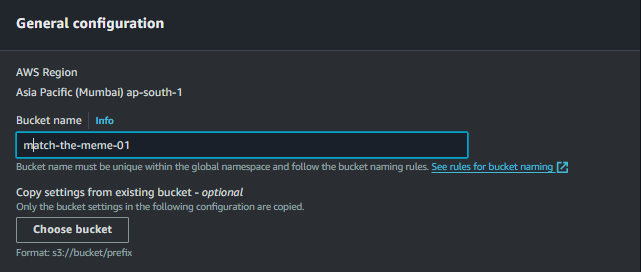 General configuration
AWS Region
Asia Pacific (Mumbai) ap-south-1
Bucket name Info
match-the-meme-01
Bucket name must be unique within the global namespace and follow the bucket naming rules. See rules for bucket naming
Copy settings from existing bucket - optional
Only the bucket settings in the following configuration are copied.
Choose bucket
Format: s3://bucket/prefix